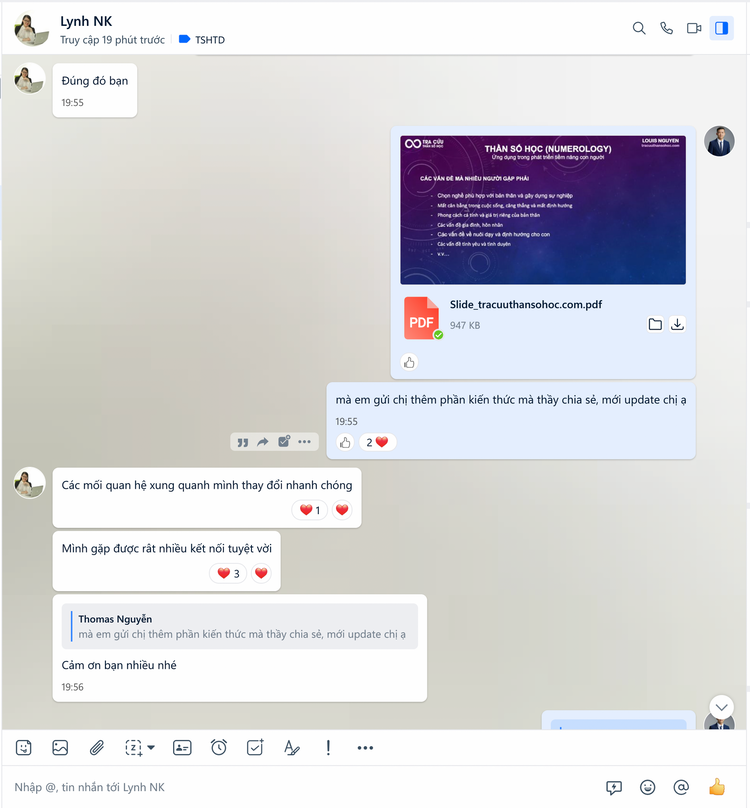 Lynh NK
Truy cập 19 phút trước
TSHTD
Đúng đó bạn
19:55
TRA CỨU
THẦN SỐ HỌC
LOUIS NGUYEN
tracuuthansohoc.com
THẦN SỐ HỌC (NUMEROLOGY)
Ứng dụng trong phát triển tiềm năng con người
CÁC VẤN ĐỀ MÀ NHIỀU NGƯỜI GẶP PHẢI
- Chọn nghề phù hợp với bản thân và gây dựng sự nghiệp
- Mất cân bằng trong cuộc sống, căng thẳng và mất định hướng
- Phong cách cá tính và giá trị riêng của bản thân
- Các vấn đề gia đình, hôn nhân
- Các vấn đề về nuôi dạy và định hướng cho con
- Các vấn đề tình yêu và tình duyên
- v.v...
PDF
Slide_tracuuthansohoc.com.pdf
947 KB
mà em gửi chị thêm phần kiến thức mà thầy chia sẻ, mới update chị ạ
19:55
2
Các mối quan hệ xung quanh mình thay đổi nhanh chóng
1
Mình gặp được rât nhiều kết nối tuyệt vời
3
Thomas Nguyễn
mà em gửi chị thêm phần kiến thức mà thầy chia sẻ, mới update chị ạ
Cảm ơn bạn nhiều nhé
19:56
Nhập @, tin nhắn tới Lynh NK